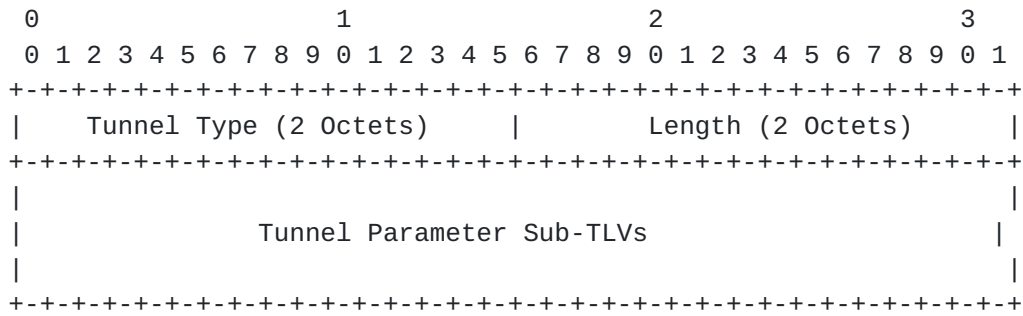 0                   1                   2                   3
 0 1 2 3 4 5 6 7 8 9 0 1 2 3 4 5 6 7 8 9 0 1 2 3 4 5 6 7 8 9 0 1
+-+-+-+-+-+-+-+-+-+-+-+-+-+-+-+-+-+-+-+-+-+-+-+-+-+-+-+-+-+-+-+-+
|    Tunnel Type (2 Octets)     |        Length (2 Octets)      |
+-+-+-+-+-+-+-+-+-+-+-+-+-+-+-+-+-+-+-+-+-+-+-+-+-+-+-+-+-+-+-+-+
|                                                               |
|               Tunnel Parameter Sub-TLVs                      |
|                                                               |
+-+-+-+-+-+-+-+-+-+-+-+-+-+-+-+-+-+-+-+-+-+-+-+-+-+-+-+-+-+-+-+-+